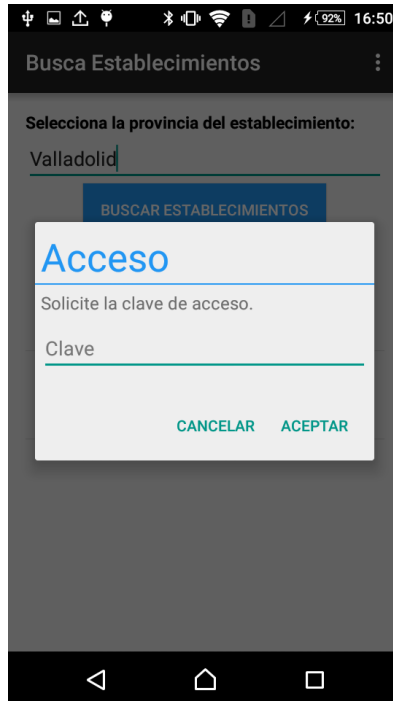 92% 16:50
Busca Establecimientos
Selecciona la provincia del establecimiento:
Valladolid
BUSCAR ESTABLECIMIENTOS
Acceso
Solicite la clave de acceso.
Clave
CANCELAR ACEPTAR